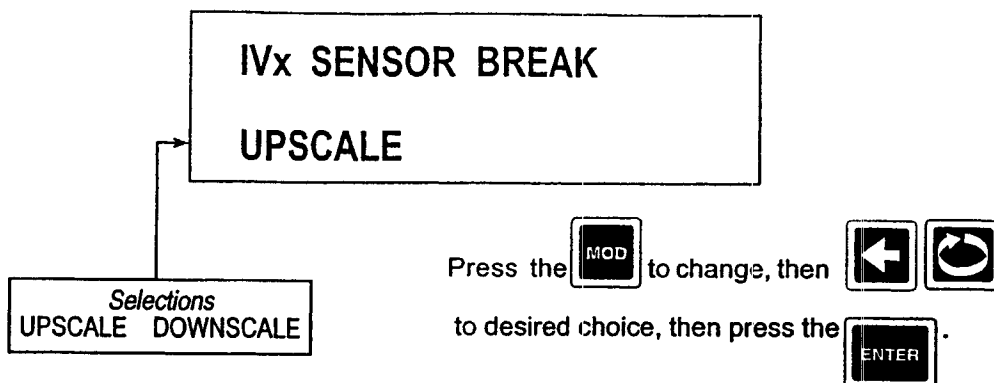 IVx SENSOR BREAK
UPSCALE
Selections
UPSCALE DOWNSCALE
Press the MOD to change, then
to desired choice, then press the ENTER .